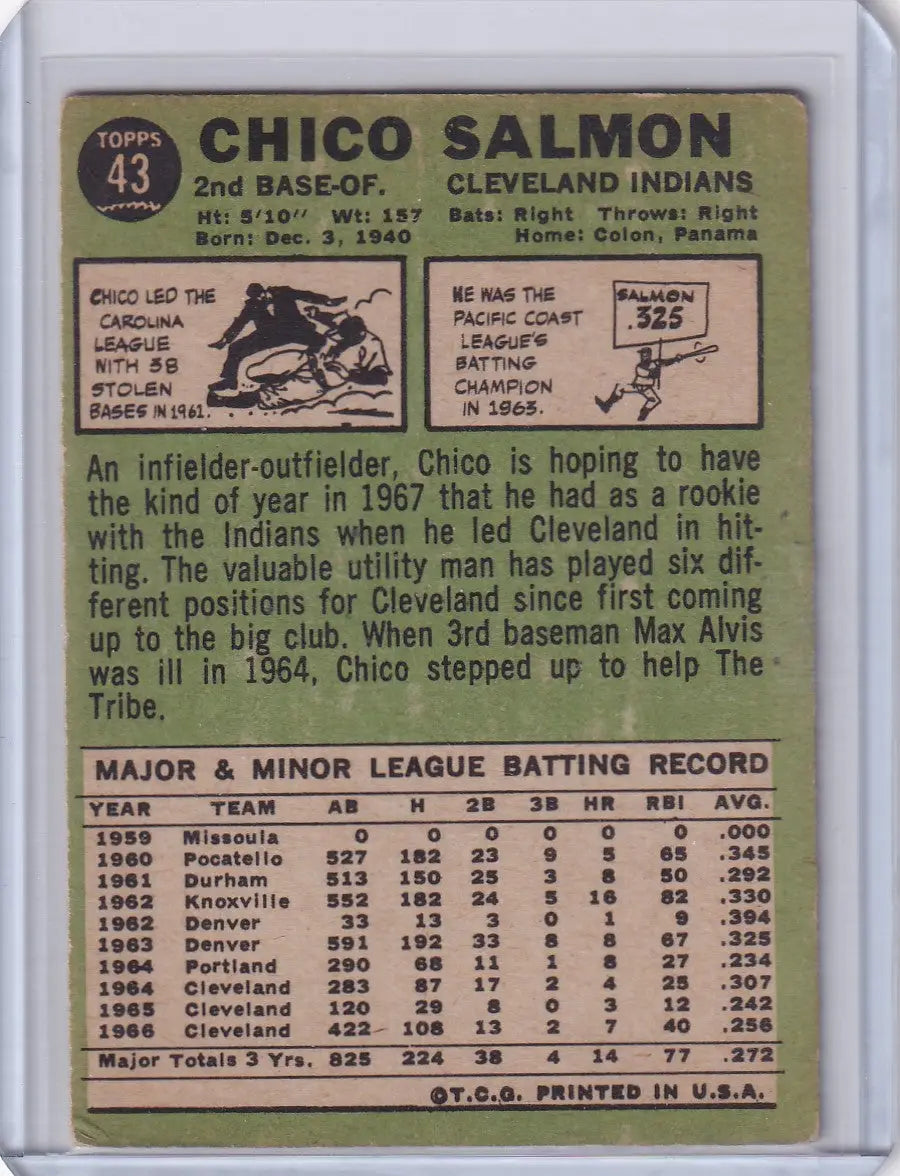 TOPPS
43
CHICO SALMON
2nd BASE-OF. CLEVELAND INDIANS
Ht: 5'10" Wt: 157 Bats: Right Throws: Right
Born: Dec. 3, 1940 Home: Colon, Panama
CHICO LED THE
CAROLINA
LEAGUE
WITH 38
STOLEN
BASES IN 1961.
HE WAS THE
PACIFIC COAST
LEAGUE'S
BATTING
CHAMPION
IN 1963.
SALMON
.325
An infielder-outfielder, Chico is hoping to have
the kind of year in 1967 that he had as a rookie
with the Indians when he led Cleveland in hit-
ting. The valuable utility man has played six dif-
ferent positions for Cleveland since first coming
up to the big club. When 3rd baseman Max Alvis
was ill in 1964, Chico stepped up to help The
Tribe.
MAJOR & MINOR LEAGUE BATTING RECORD
YEAR TEAM AB H 2B 3B HR RBI AVG.
1959 Missoula 0 0 0 0 0 0 .000
1960 Pocatello 527 182 23 9 5 65 .345
1961 Durham 513 150 25 3 8 50 .292
1962 Knoxville 552 182 24 5 16 82 .330
1962 Denver 33 13 3 0 1 9 .394
1963 Denver 591 192 33 8 8 67 .325
1964 Portland 290 68 11 1 8 27 .234
1964 Cleveland 283 87 17 2 4 25 .307
1965 Cleveland 120 29 8 0 3 12 .242
1966 Cleveland 422 108 13 2 7 40 .256
Major Totals 3 Yrs. 825 224 38 4 14 77 .272
©T.C.G. PRINTED IN U.S.A.